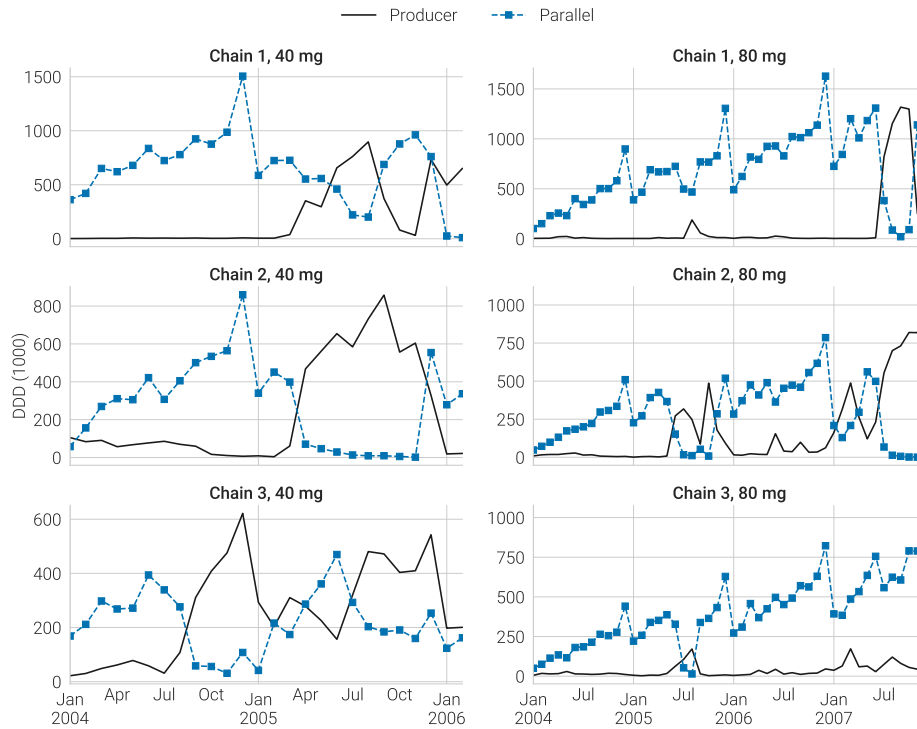 Producer Parallel
Chain 1, 40 mg
1500
1000
500
0
Chain 1, 80 mg
1500
1000
500
0
DDD (1000)
Chain 2, 40 mg
800
600
400
200
0
Chain 2, 80 mg
1000
750
500
250
0
Chain 3, 40 mg
600
400
200
0
Jan Apr Jul Oct Jan Apr Jul Oct Jan
2004 2005 2006
Chain 3, 80 mg
1000
750
500
250
0
Jan Jul Jan Jul Jan Jul Jan Jul
2004 2005 2006 2007